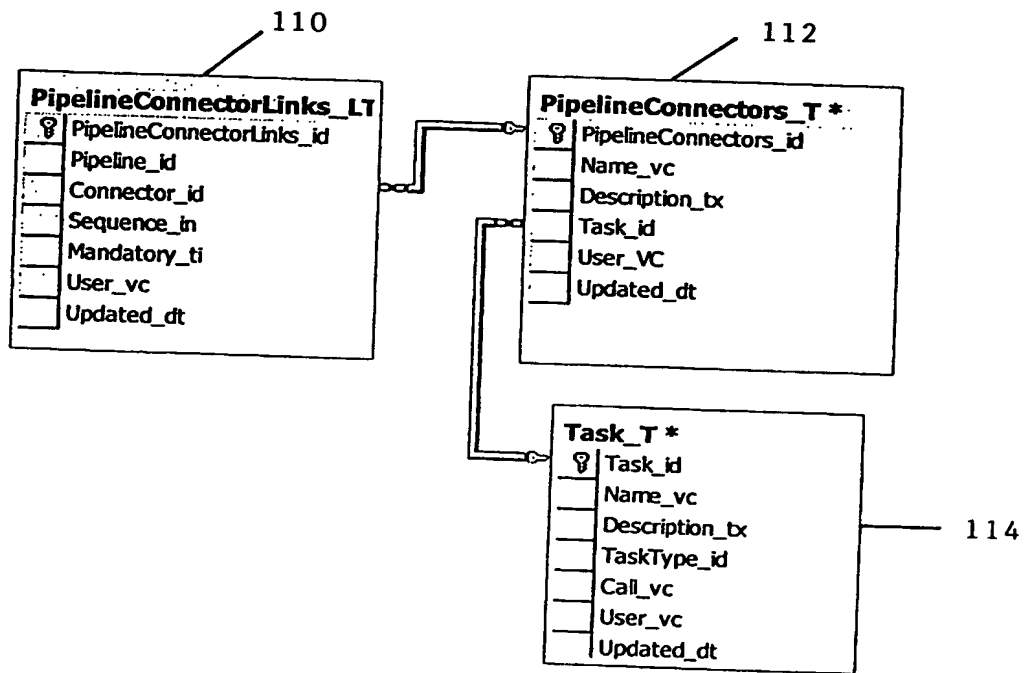 110
112
PipelineConnectorLinks_LT
PipelineConnectorLinks_id
Pipeline_id
Connector_id
Sequence_in
Mandatory_ti
User_vc
Updated_dt
PipelineConnectors_T *
PipelineConnectors_id
Name_vc
Description_tx
Task_id
User_VC
Updated_dt
Task_T *
Task_id
Name_vc
Description_tx
TaskType_id
Call_vc
User_vc
Updated_dt
114